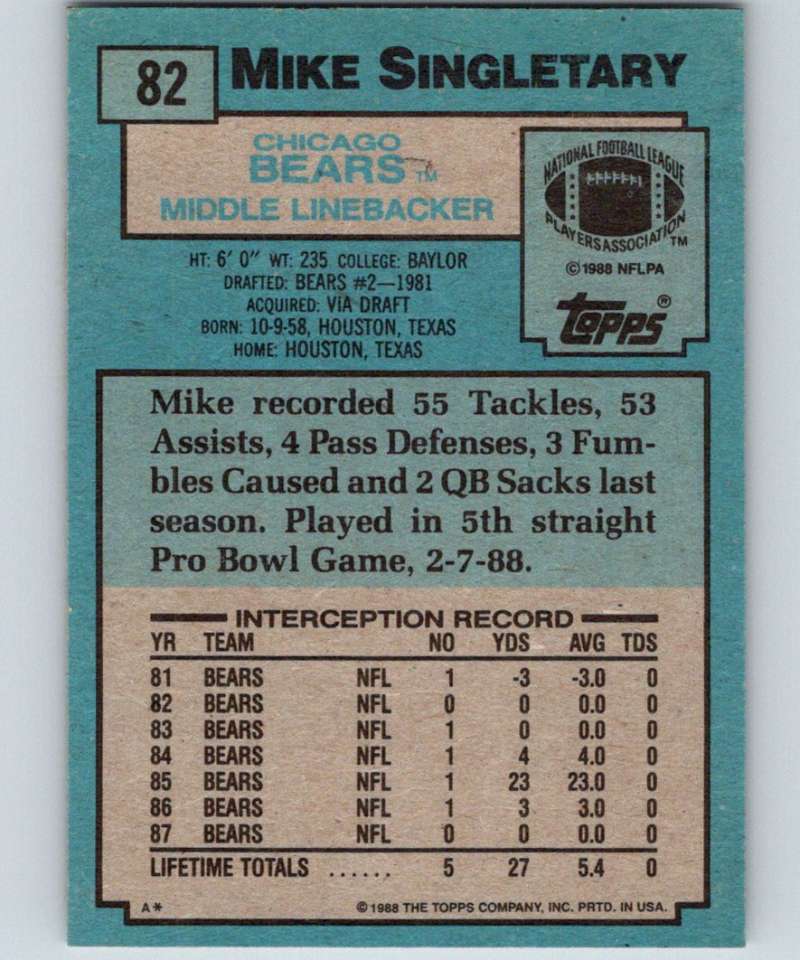 82
MIKE SINGLETARY
CHICAGO
BEARS™
MIDDLE LINEBACKER
NATIONAL FOOTBALL LEAGUE
PLAYERS ASSOCIATION™
©1988 NFLPA
Topps®
HT: 6' 0" WT: 235 COLLEGE: BAYLOR
DRAFTED: BEARS #2—1981
ACQUIRED: VIA DRAFT
BORN: 10-9-58, HOUSTON, TEXAS
HOME: HOUSTON, TEXAS
Mike recorded 55 Tackles, 53
Assists, 4 Pass Defenses, 3 Fum-
bles Caused and 2 QB Sacks last
season. Played in 5th straight
Pro Bowl Game, 2-7-88.
INTERCEPTION RECORD
YR TEAM NO YDS AVG TDS
81 BEARS NFL 1 -3 -3.0 0
82 BEARS NFL 0 0 0.0 0
83 BEARS NFL 1 0 0.0 0
84 BEARS NFL 1 4 4.0 0
85 BEARS NFL 1 23 23.0 0
86 BEARS NFL 1 3 3.0 0
87 BEARS NFL 0 0 0.0 0
LIFETIME TOTALS ...... 5 27 5.4 0
A* ©1988 THE TOPPS COMPANY, INC. PRTD. IN USA.